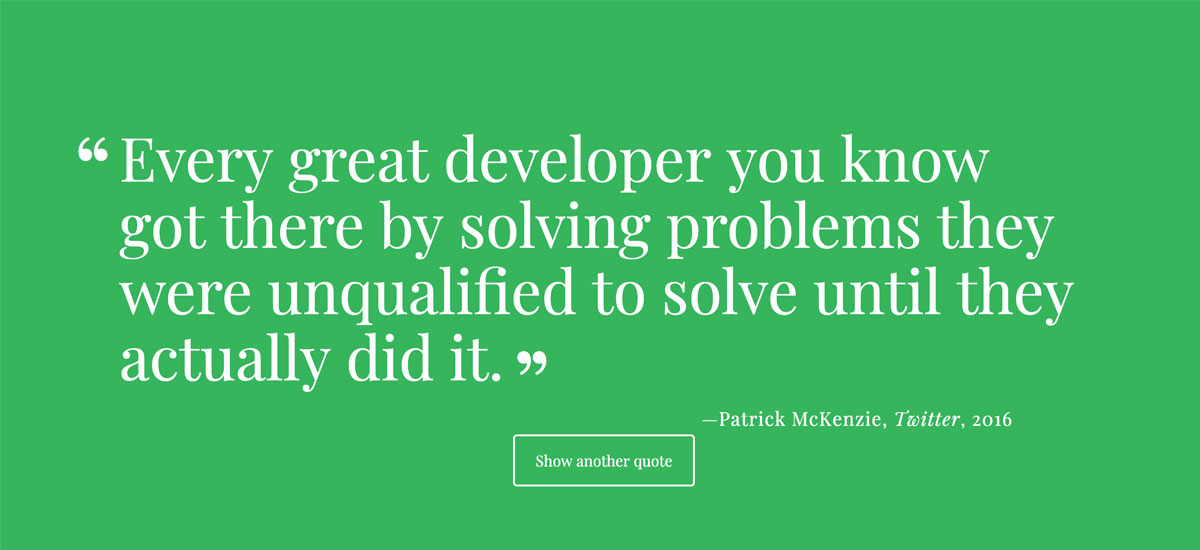 “Every great developer you know
got there by solving problems they
were unqualified to solve until they
actually did it.”
—Patrick McKenzie, Twitter, 2016
Show another quote